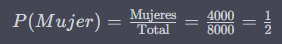 P(Mujer) = Mujeres/Total = 4000/8000 = 1/2